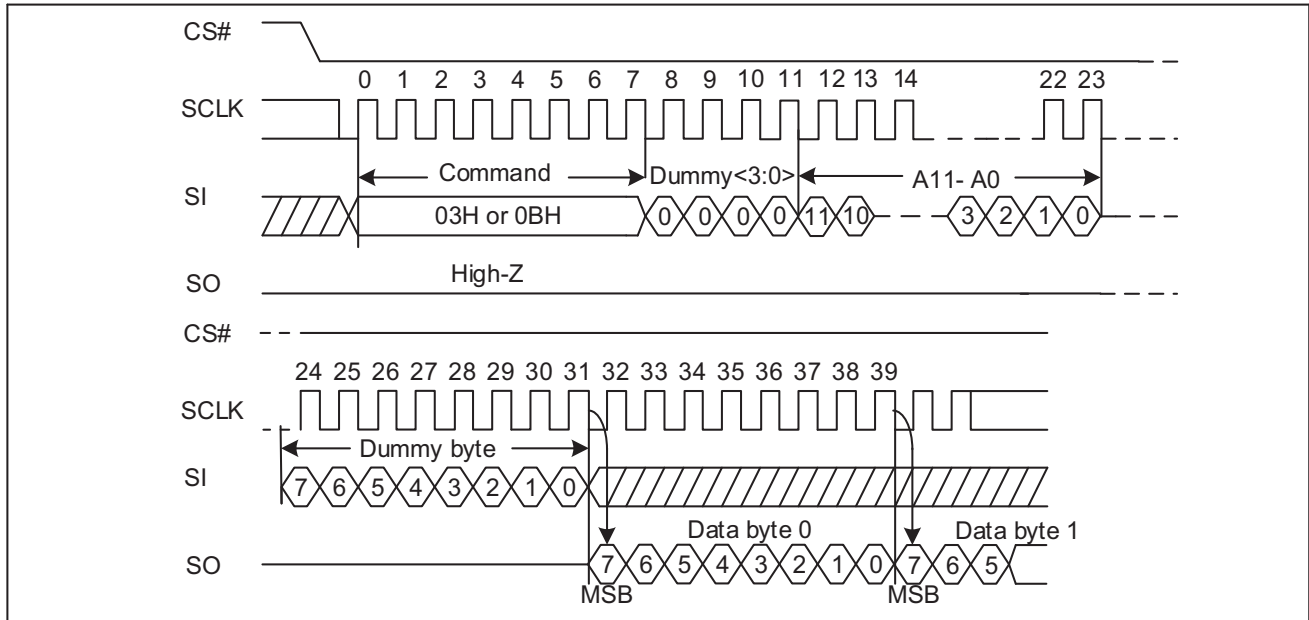 CS#
0 1 2 3 4 5 6 7 8 9 10 11 12 13 14 22 23
SCLK
Command Dummy<3:0> A11- A0
SI
03H or 0BH 0 0 0 0 11 10 3 2 1 0
High-Z
SO
CS#
24 25 26 27 28 29 30 31 32 33 34 35 36 37 38 39
SCLK
Dummy byte
SI
7 6 5 4 3 2 1 0
Data byte 0 Data byte 1
SO
7 6 5 4 3 2 1 0 7 6 5
MSB MSB